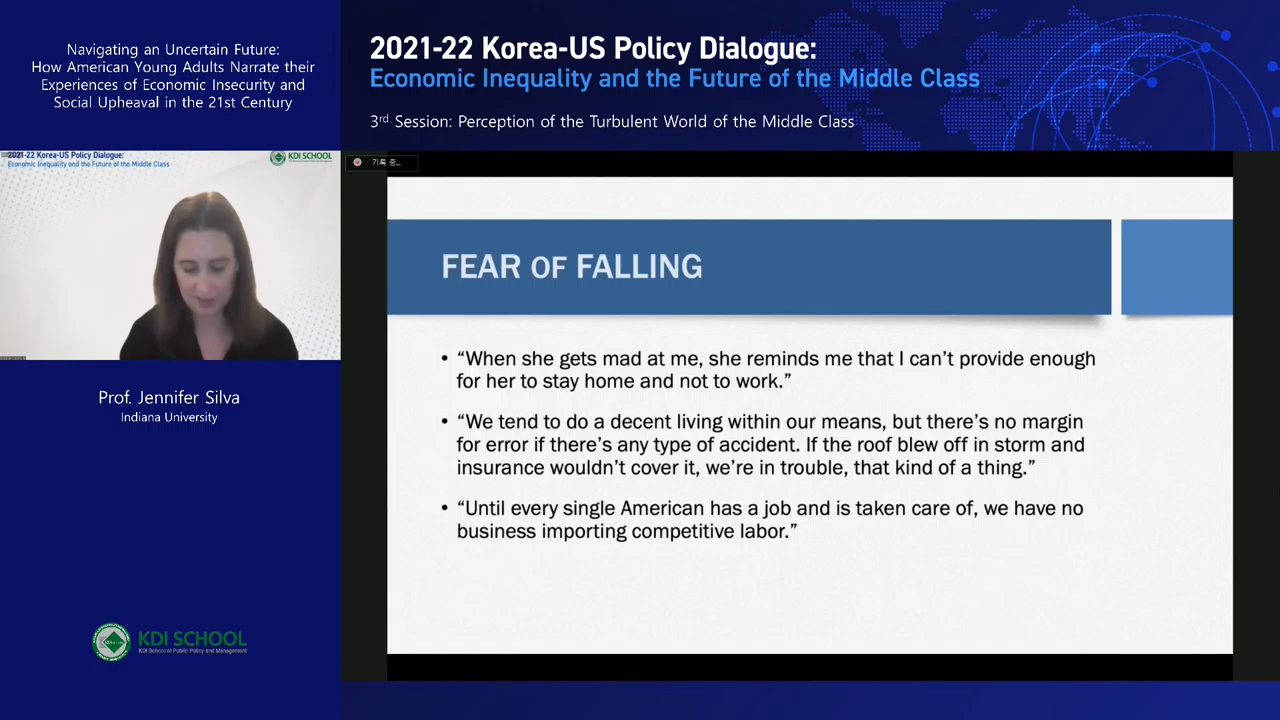 Navigating an Uncertain Future:
How American Young Adults Narrate their
Experiences of Economic Insecurity and
Social Upheaval in the 21st Century
2021-22 Korea-US Policy Dialogue:
Economic Inequality and the Future of the Middle Class
3rd Session: Perception of the Turbulent World of the Middle Class
2021-22 Korea-US Policy Dialogue:
Economic Inequality and the Future of the Middle Class
KDI SCHOOL
기록 중...
FEAR OF FALLING
• “When she gets mad at me, she reminds me that I can’t provide enough
for her to stay home and not to work.”
• “We tend to do a decent living within our means, but there’s no margin
for error if there’s any type of accident. If the roof blew off in storm and
insurance wouldn’t cover it, we’re in trouble, that kind of a thing.”
• “Until every single American has a job and is taken care of, we have no
business importing competitive labor.”
Prof. Jennifer Silva
Indiana University
KDI SCHOOL
KDI School of Public Policy and Management